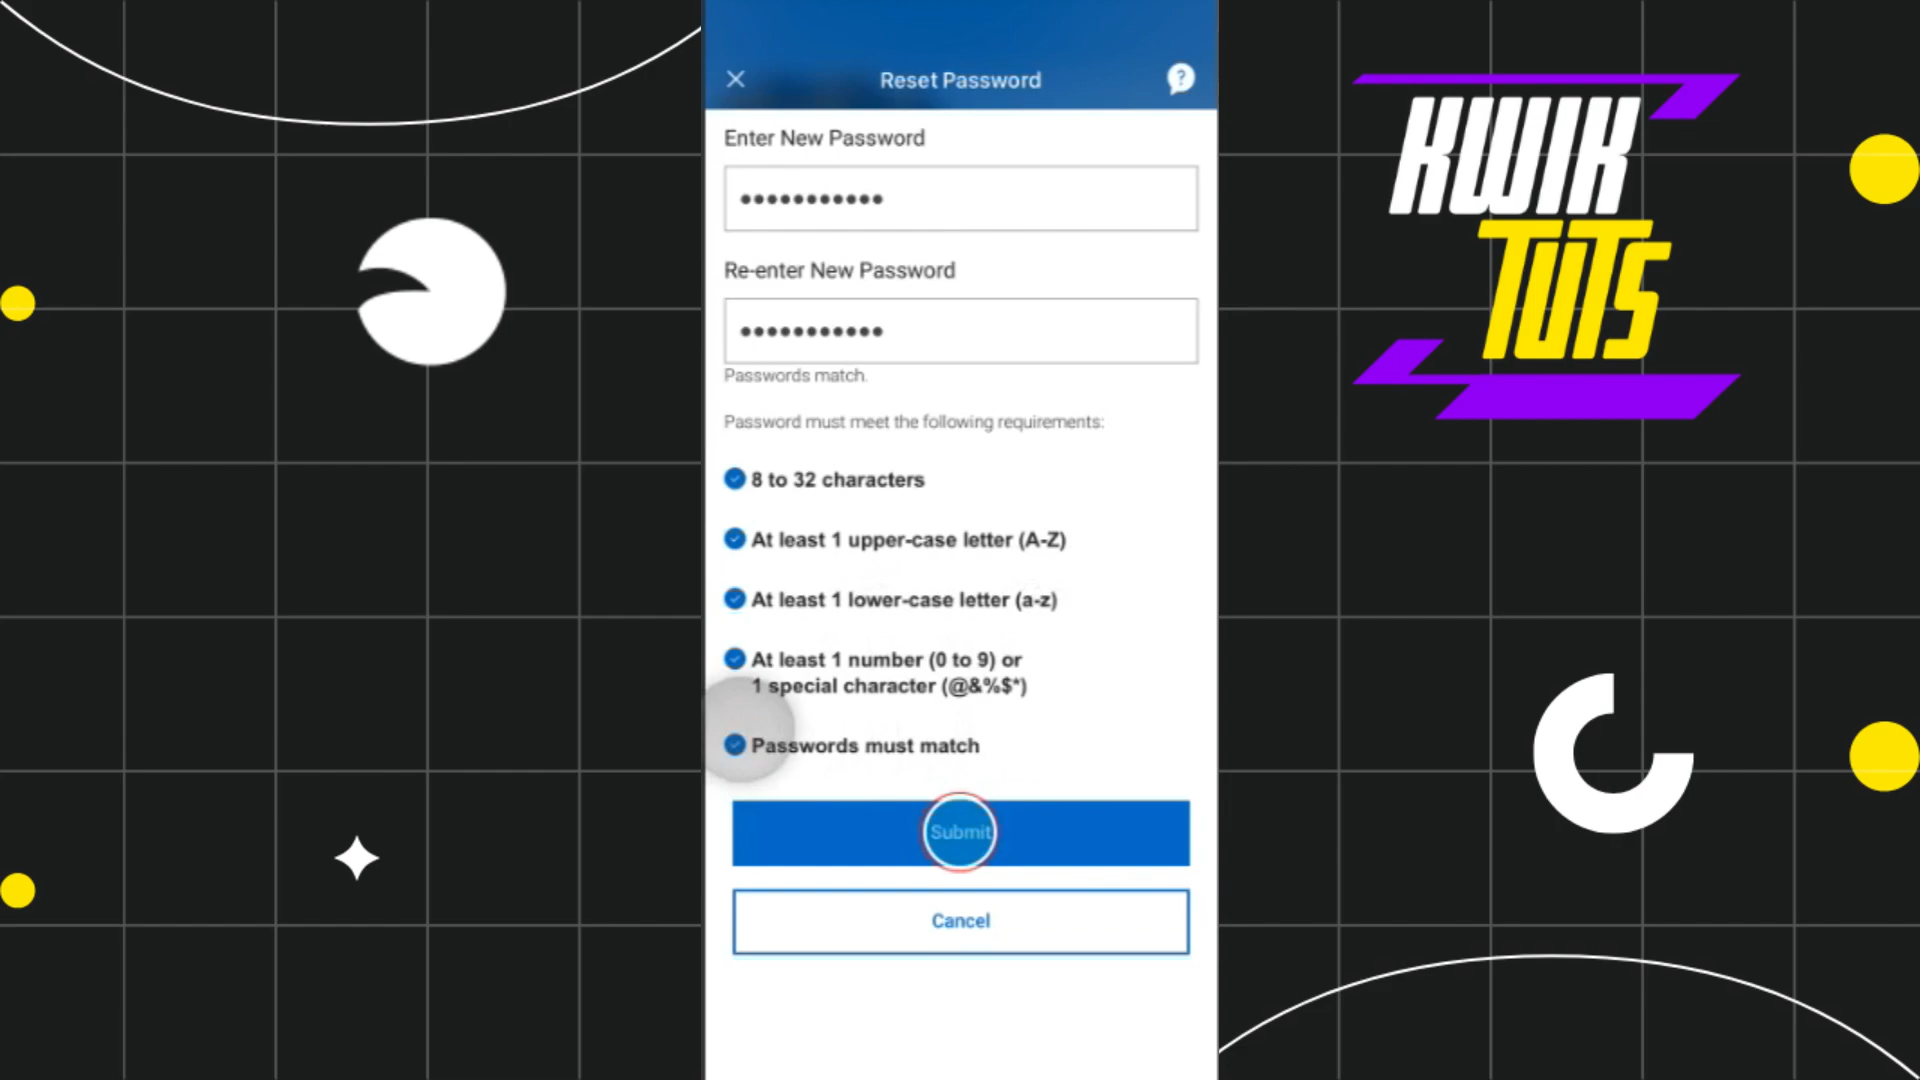 Reset Password
?
Enter New Password
•••••••••••
Re-enter New Password
•••••••••••
Passwords match.
Password must meet the following requirements:
8 to 32 characters
At least 1 upper-case letter (A-Z)
At least 1 lower-case letter (a-z)
At least 1 number (0 to 9) or
1 special character (@&%$*)
Passwords must match
Submit
Cancel
KWIK
TUTS